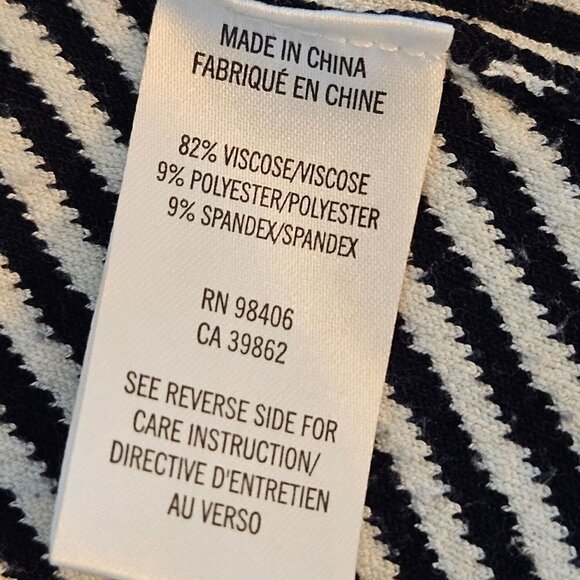 MADE IN CHINA
FABRIQUÉ EN CHINE
82% VISCOSE/VISCOSE
9% POLYESTER/POLYESTER
9% SPANDEX/SPANDEX
RN 98406
CA 39862
SEE REVERSE SIDE FOR
CARE INSTRUCTION/
DIRECTIVE D'ENTRETIEN
AU VERSO